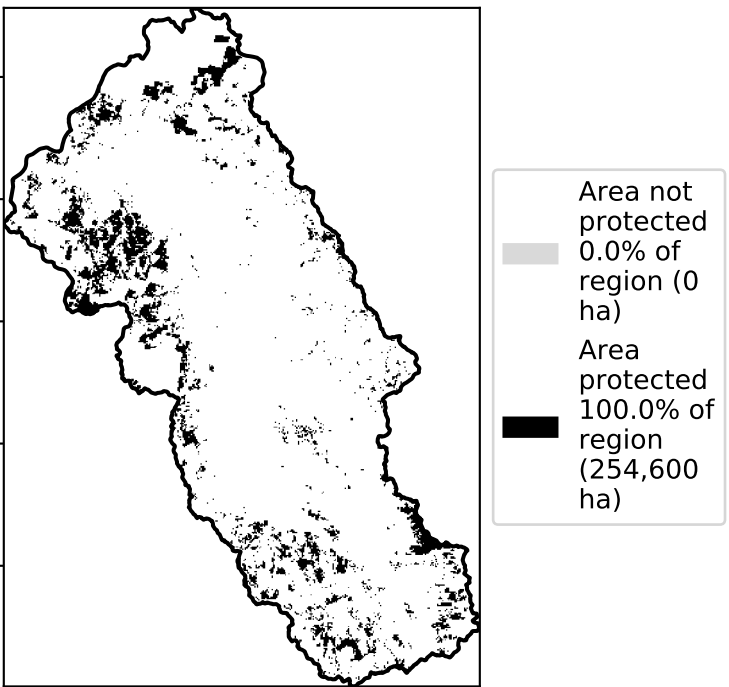 Area not
protected
0.0% of
region (0
ha)
Area
protected
100.0% of
region
(254,600
ha)